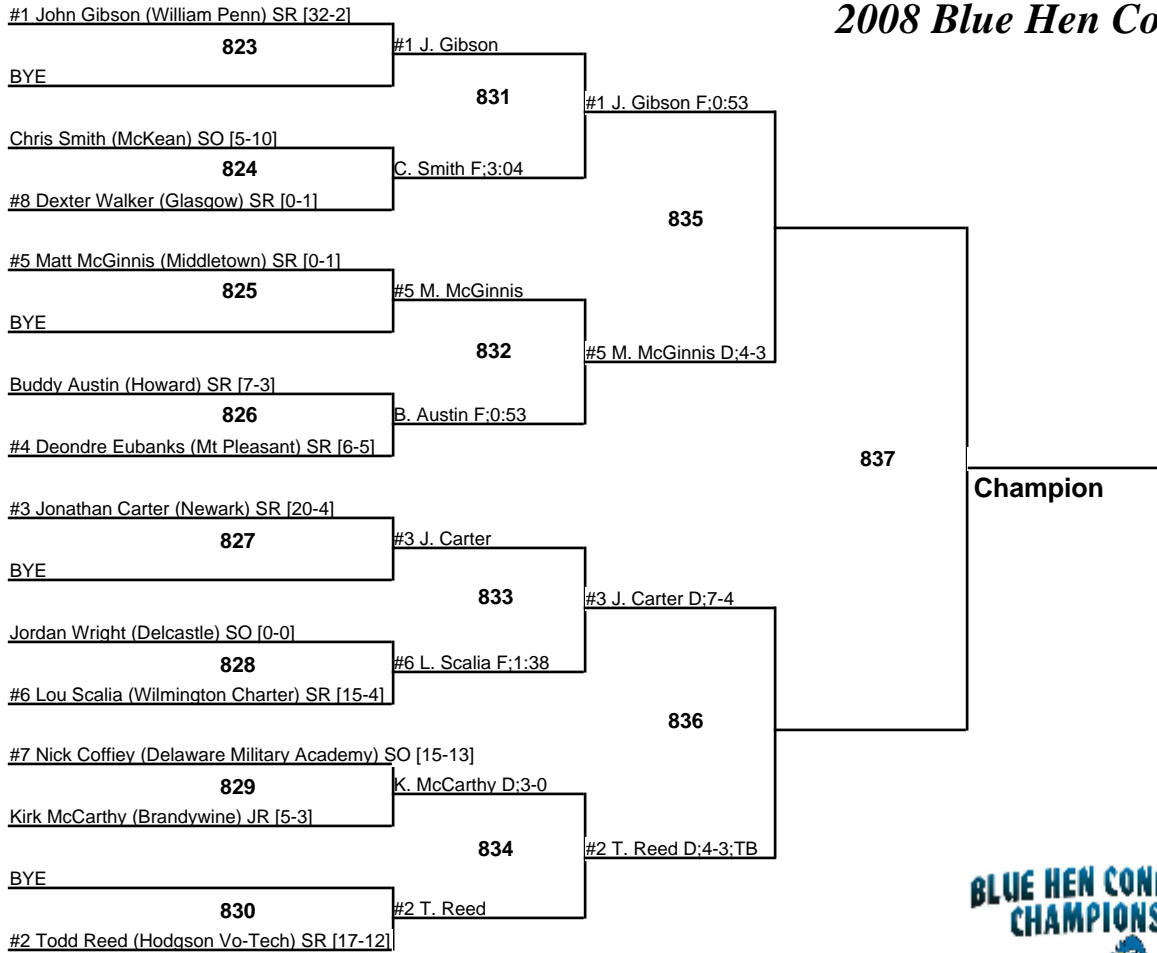 2008 Blue Hen Co
#1 John Gibson (William Penn) SR [32-2]
823
BYE
#1 J. Gibson
831
Chris Smith (McKean) SO [5-10]
824
#8 Dexter Walker (Glasgow) SR [0-1]
C. Smith F;3:04
#1 J. Gibson F;0:53
835
#5 Matt McGinnis (Middletown) SR [0-1]
825
BYE
#5 M. McGinnis
832
Buddy Austin (Howard) SR [7-3]
826
#4 Deondre Eubanks (Mt Pleasant) SR [6-5]
B. Austin F;0:53
#5 M. McGinnis D;4-3
837
Champion
#3 Jonathan Carter (Newark) SR [20-4]
827
BYE
#3 J. Carter
833
Jordan Wright (Delcastle) SO [0-0]
828
#6 Lou Scalia (Wilmington Charter) SR [15-4]
#6 L. Scalia F;1:38
#3 J. Carter D;7-4
836
#7 Nick Coffiey (Delaware Military Academy) SO [15-13]
829
Kirk McCarthy (Brandywine) JR [5-3]
K. McCarthy D;3-0
834
BYE
830
#2 Todd Reed (Hodgson Vo-Tech) SR [17-12]
#2 T. Reed
#2 T. Reed D;4-3;TB
BLUE HEN CON
CHAMPIONS